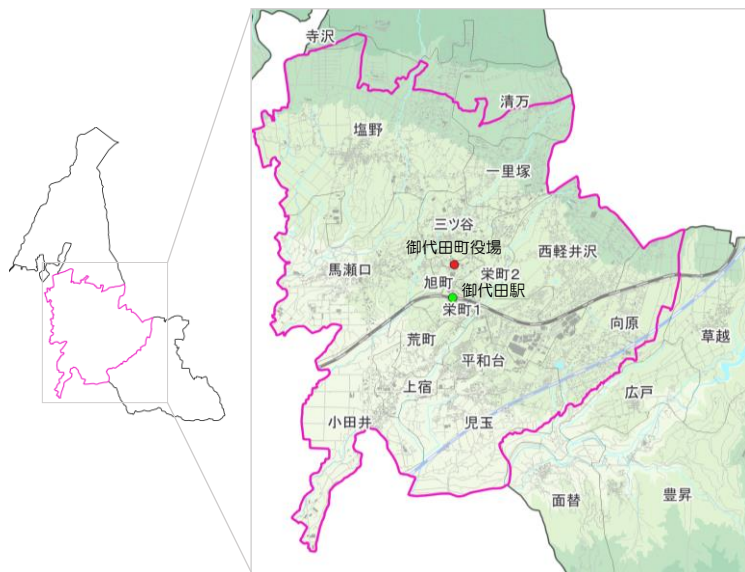 寺沢
清万
塩野
一里塚
三ツ谷
御代田町役場
西軽井沢
馬瀬口
旭町
栄町2
御代田駅
栄町1
向原
荒町
草越
平和台
上宿
広戸
小田井
児玉
面替
豊昇